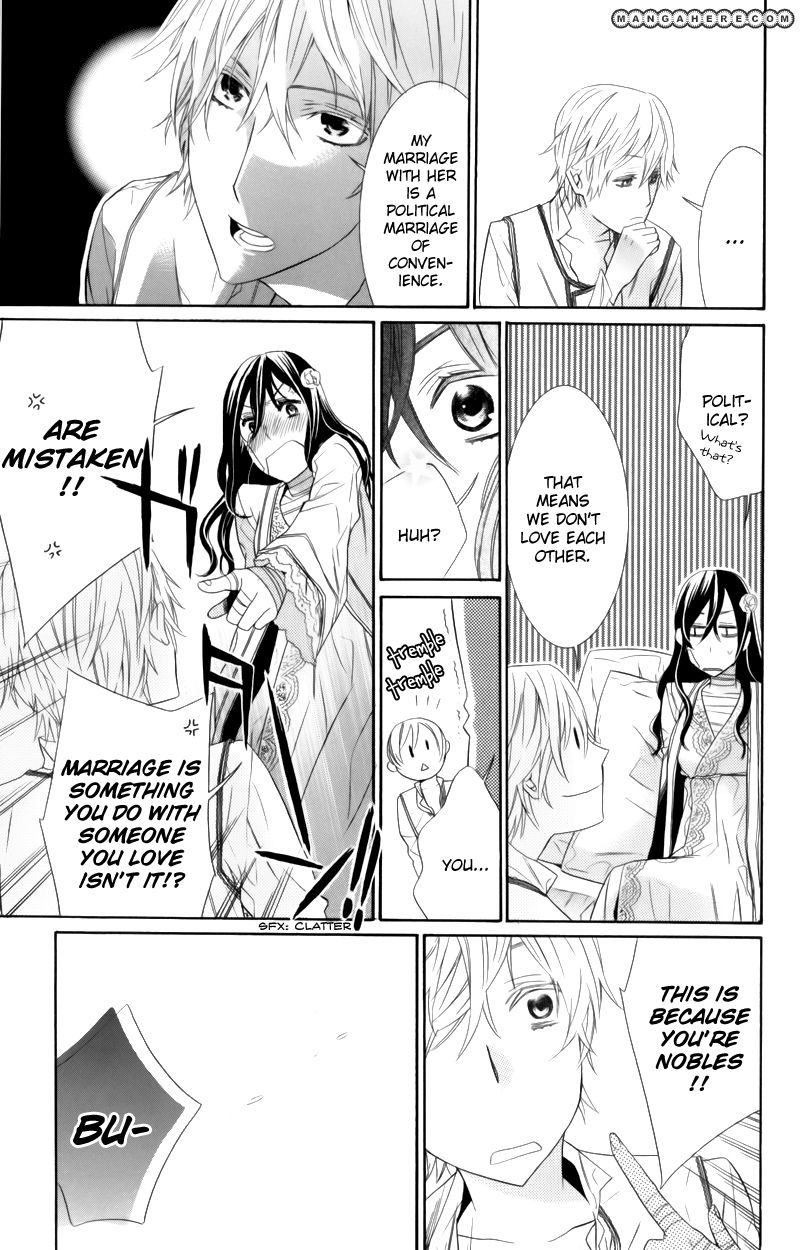 MANGAHERE.COM
...
MY
MARRIAGE
WITH HER
IS A
POLITICAL
MARRIAGE
OF
CONVEN-
IENCE.
POLIT-
ICAL?
What's
that?
THAT
MEANS
WE DON'T
LOVE EACH
OTHER.
HUH?
tremble
tremble
YOU...
ARE
MISTAKEN
!!
MARRIAGE IS
SOMETHING
YOU DO WITH
SOMEONE
YOU LOVE
ISN'T IT!?
SFX: CLATTER
THIS IS
BECAUSE
YOU'RE
NOBLES
!!
BU-